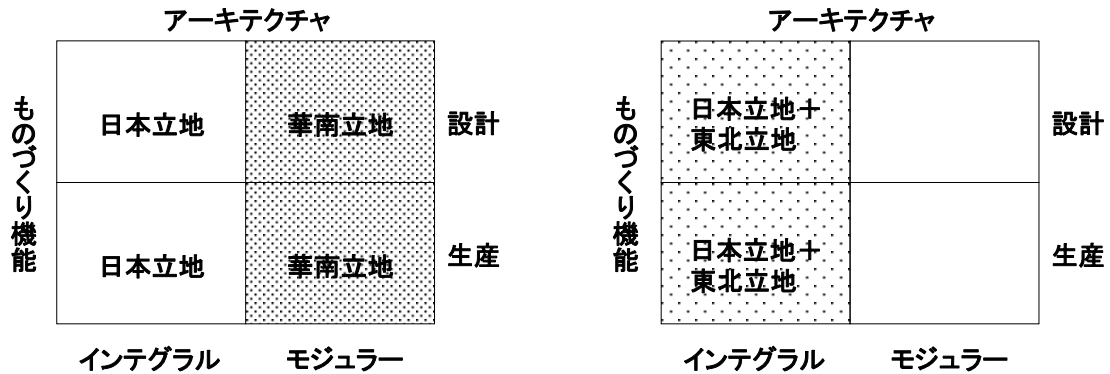 アーキテクチャ
ものづくり機能
日本立地
華南立地
設計
日本立地
華南立地
生産
インテグラル
モジュラー
アーキテクチャ
ものづくり機能
日本立地+
東北立地
設計
日本立地+
東北立地
生産
インテグラル
モジュラー